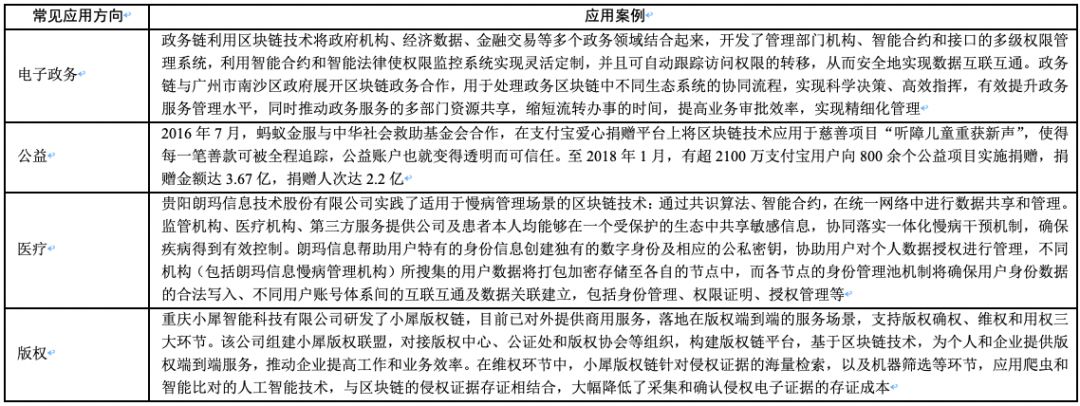 常见应用方向
应用案例
电子政务
政务链利用区块链技术将政府机构、经济数据、金融交易等多个政务领域结合起来，开发了管理部门机构、智能合约和接口的多级权限管
理系统，利用智能合约和智能法律使权限监控系统实现灵活定制，并且可自动跟踪访问权限的转移，从而安全地实现数据互联互通。政务
链与广州市南沙区政府展开区块链政务合作，用于处理政务区块链中不同生态系统的协同流程，实现科学决策、高效指挥，有效提升政务
服务管理水平，同时推动政务服务的多部门资源共享，缩短流转办事的时间，提高业务审批效率，实现精细化管理
公益
2016 年 7 月，蚂蚁金服与中华社会救助基金会合作，在支付宝爱心捐赠平台上将区块链技术应用于慈善项目“听障儿童重获新声”，使得
每一笔善款可被全程追踪，公益账户也就变得透明而可信任。至 2018 年 1 月，有超 2100 万支付宝用户向 800 余个公益项目实施捐赠，捐
赠金额达 3.67 亿，捐赠人次达 2.2 亿
医疗
贵阳朗玛信息技术股份有限公司实践了适用于慢病管理场景的区块链技术：通过共识算法、智能合约，在统一网络中进行数据共享和管理。
监管机构、医疗机构、第三方服务提供公司及患者本人均能够在一个受保护的生态中共享敏感信息，协同落实一体化慢病干预机制，确保
疾病得到有效控制。朗玛信息帮助用户特有的身份信息创建独有的数字身份及相应的公私密钥，协助用户对个人数据授权进行管理，不同
机构（包括朗玛信息慢病管理机构）所搜集的用户数据将打包加密存储至各自的节点中，而各节点的身份管理池机制将确保用户身份数据
的合法写入、不同用户账号体系间的互联互通及数据关联建立，包括身份管理、权限证明、授权管理等
版权
重庆小犀智能科技有限公司研发了小犀版权链，目前已对外提供商用服务，落地在版权端到端的服务场景，支持版权确权、维权和用权三
大环节。该公司组建小犀版权联盟，对接版权中心、公证处和版权协会等组织，构建版权链平台，基于区块链技术，为个人和企业提供版
权端到端服务，推动企业提高工作和业务效率。在维权环节中，小犀版权链针对侵权证据的海量检索，以及机器筛选等环节，应用爬虫和
智能比对的人工智能技术，与区块链的侵权证据存证相结合，大幅降低了采集和确认侵权电子证据的存证成本